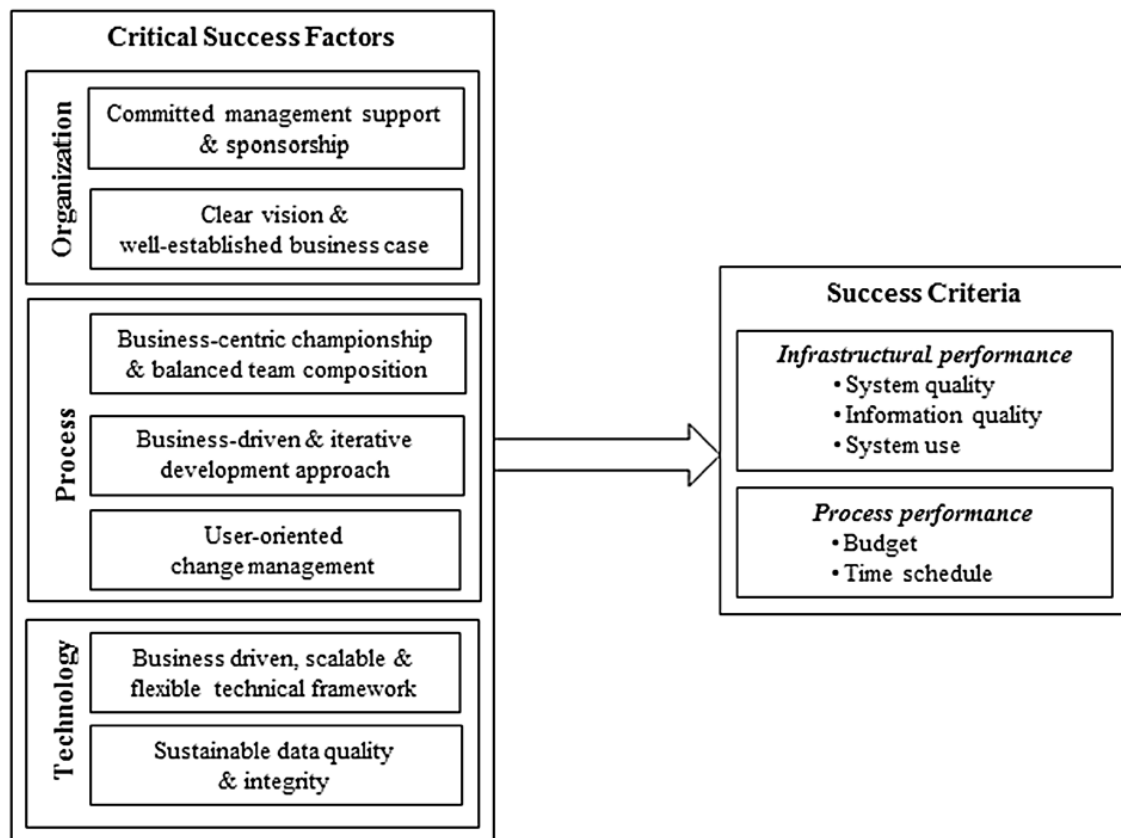 Critical Success Factors
Organization
Committed management support
& sponsorship
Clear vision &
well-established business case
Process
Business-centric championship
& balanced team composition
Business-driven & iterative
development approach
User-oriented
change management
Technology
Business driven, scalable &
flexible technical framework
Sustainable data quality
& integrity
Success Criteria
Infrastructural performance
• System quality
• Information quality
• System use
Process performance
• Budget
• Time schedule